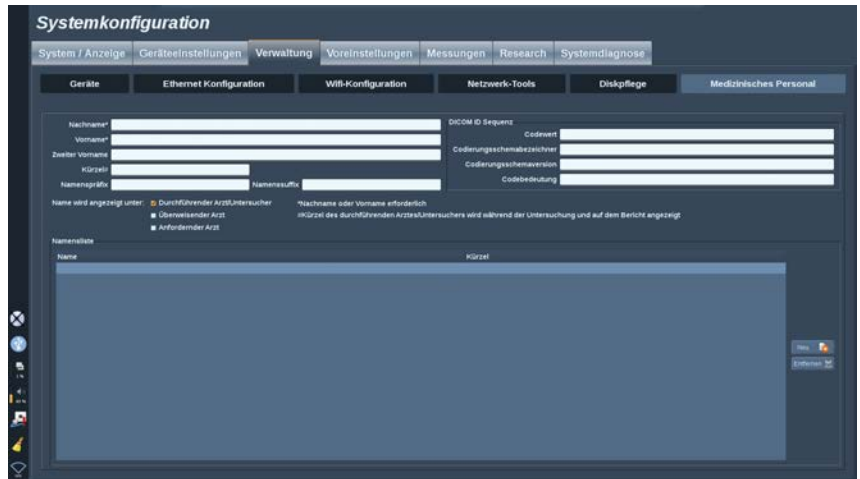 Systemkonfiguration
System / Anzeige Geräteeinstellungen Verwaltung Voreinstellungen Messungen Research Systemdiagnose
Geräte Ethernet Konfiguration Wifi-Konfiguration Netzwerk-Tools Diskpflege Medizinisches Personal
Nachname*
Vorname*
Zweiter Vorname
Kürzel#
Namenspräfix Namenssuffix
DICOM ID Sequenz
Codewert
Codierungsschemabezeichner
Codierungsschemaversion
Codebedeutung
Name wird angezeigt unter: Durchführender Arzt/Untersucher *Nachname oder Vorname erforderlich
Überweisender Arzt #Kürzel des durchführenden Arztes/Untersuchers wird während der Untersuchung und auf dem Bericht angezeigt
Anfordernder Arzt
Namensliste
Name Kürzel
Neu
Entfernen